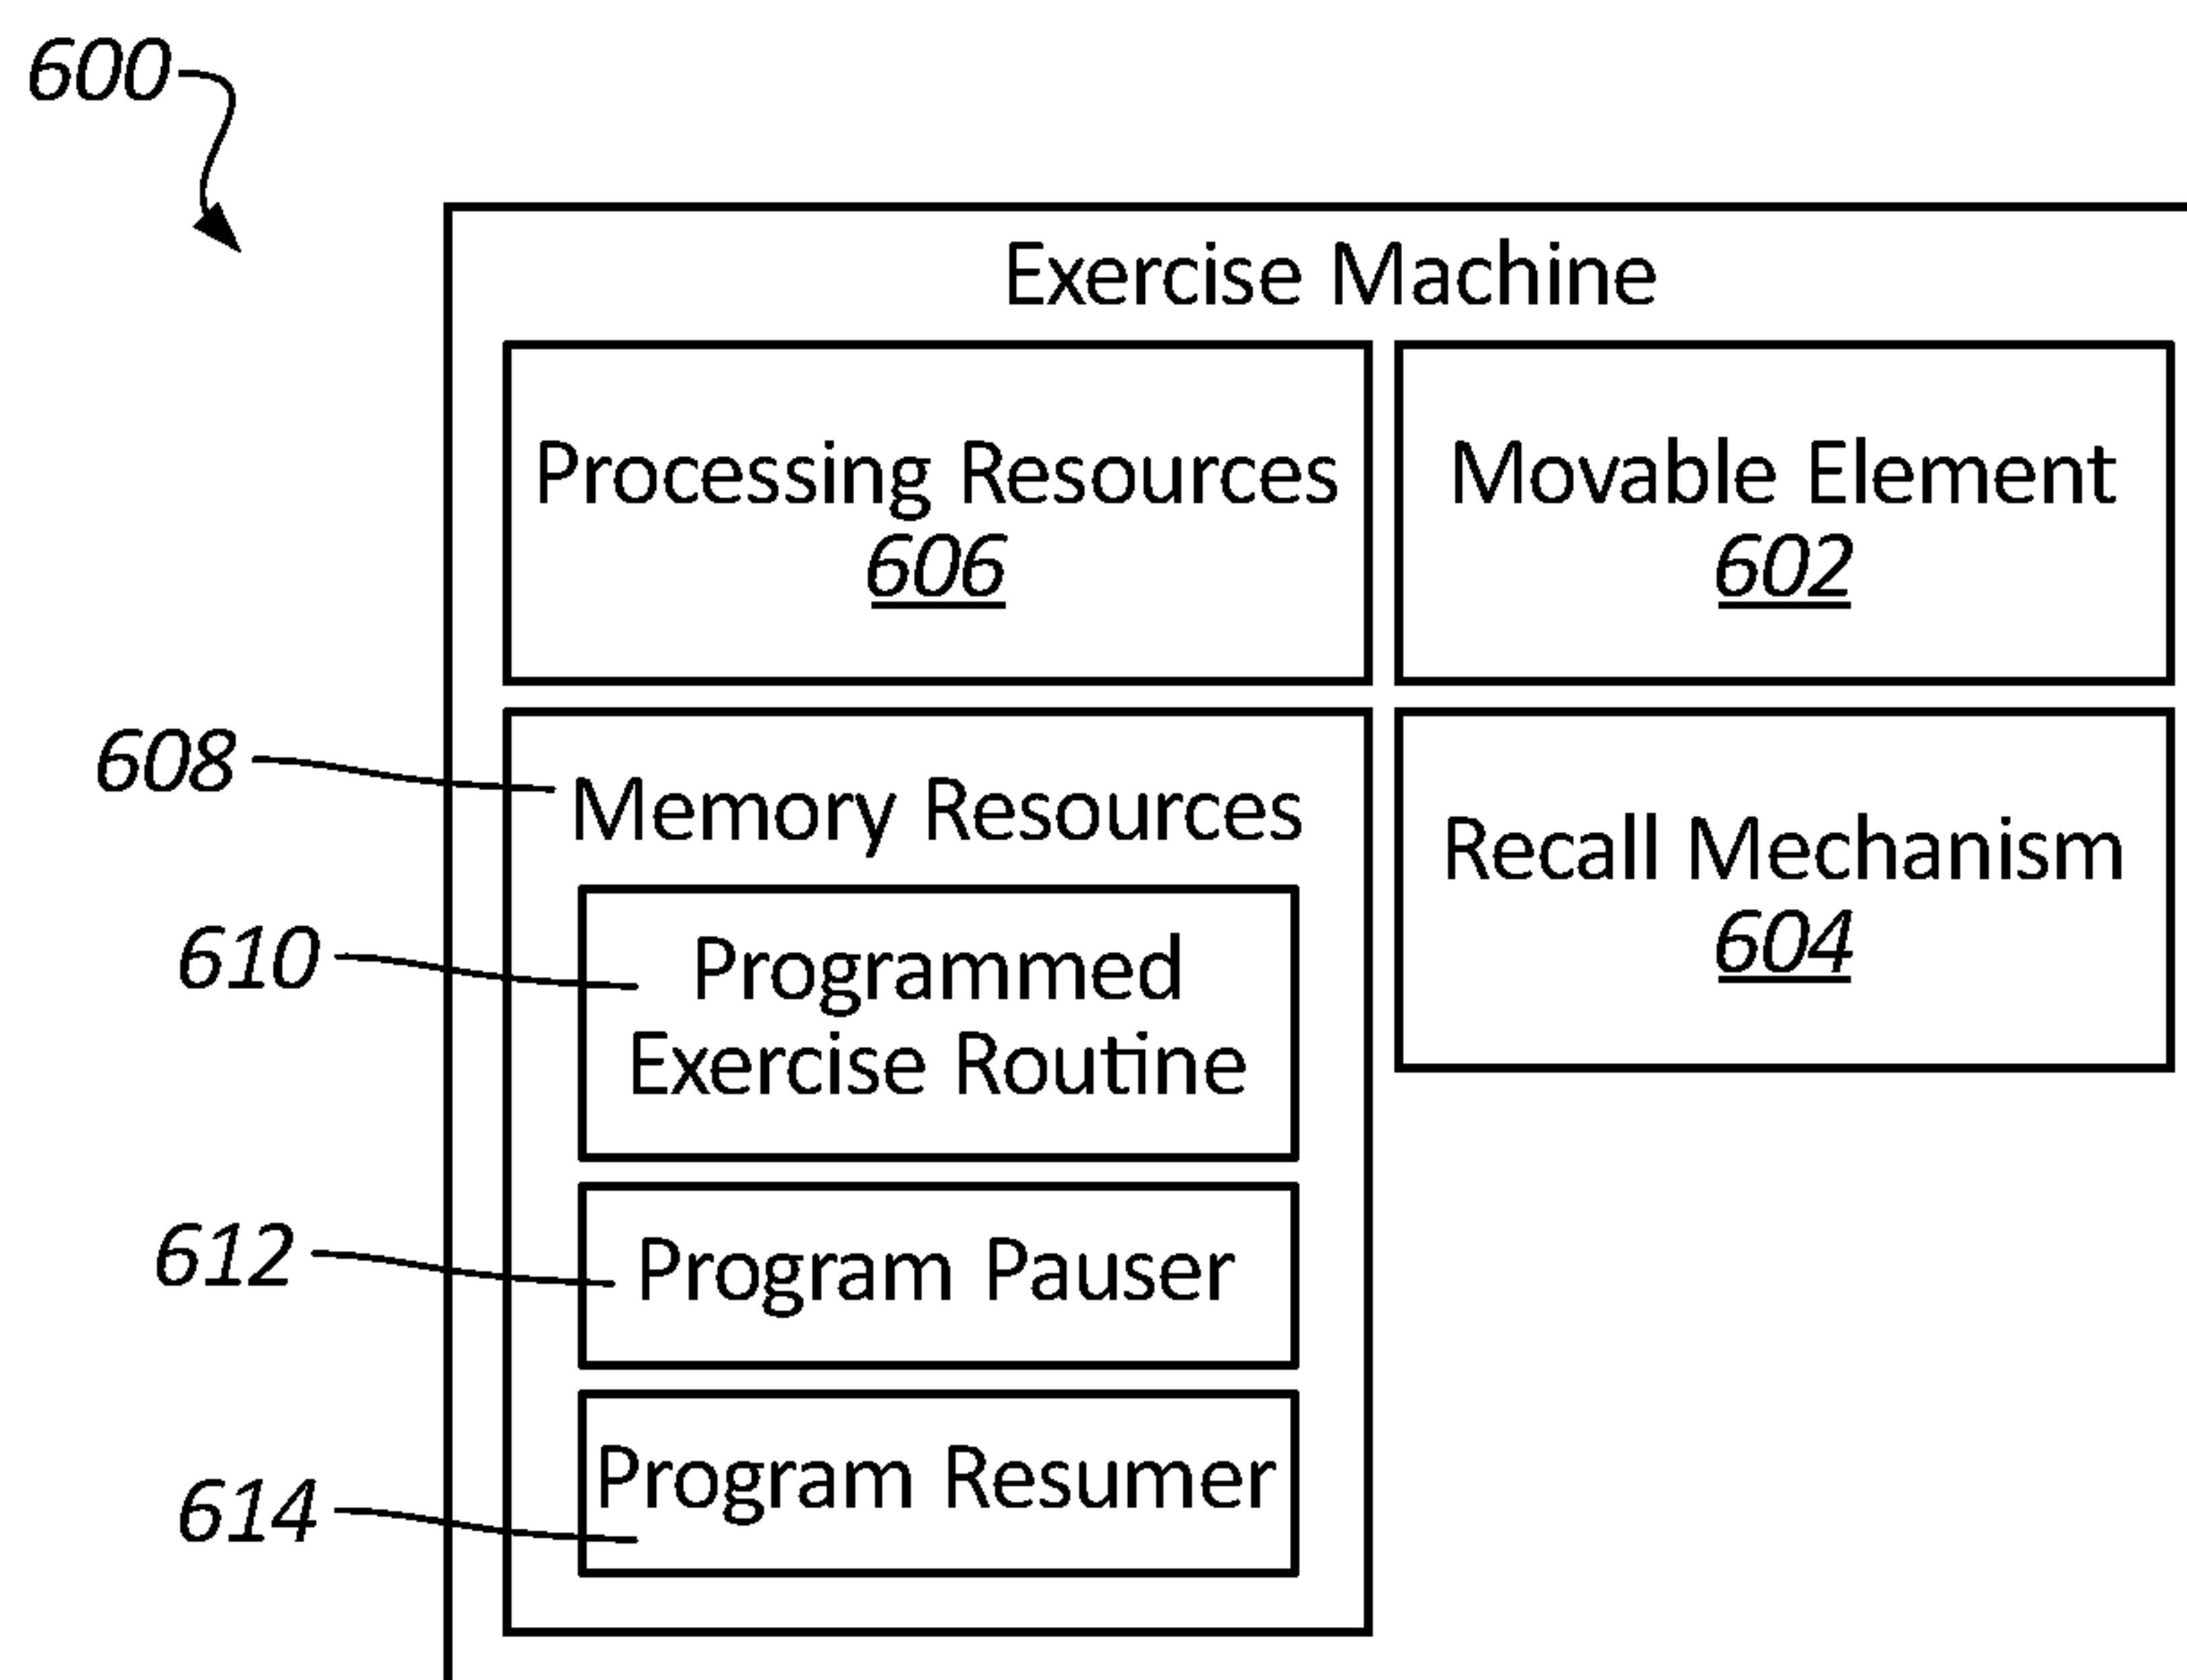 600
Exercise Machine
Processing Resources
606
Movable Element
602
608
Memory Resources
Recall Mechanism
604
610
Programmed
Exercise Routine
612
Program Pauser
614
Program Resumer